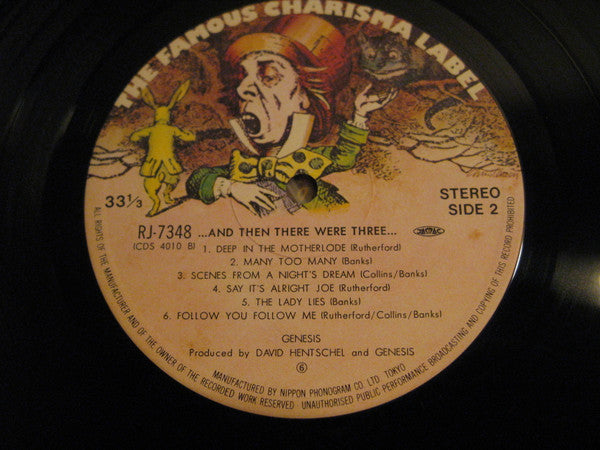 THE FAMOUS CHARISMA LABEL
33⅓
STEREO
SIDE 2
RJ-7348 ...AND THEN THERE WERE THREE...
(CDS 4010 B)
1. DEEP IN THE MOTHERLODE (Rutherford)
2. MANY TOO MANY (Banks)
3. SCENES FROM A NIGHT'S DREAM (Collins/Banks)
4. SAY IT'S ALRIGHT JOE (Rutherford)
5. THE LADY LIES (Banks)
6. FOLLOW YOU FOLLOW ME (Rutherford/Collins/Banks)
GENESIS
Produced by DAVID HENTSCHEL and GENESIS
⑥
MANUFACTURED BY NIPPON PHONOGRAM CO. LTD. TOKYO
ALL RIGHTS OF THE MANUFACTURER AND OF THE OWNER OF THE RECORDED WORK RESERVED. UNAUTHORISED PUBLIC PERFORMANCE BROADCASTING AND COPYING OF THIS RECORD PROHIBITED